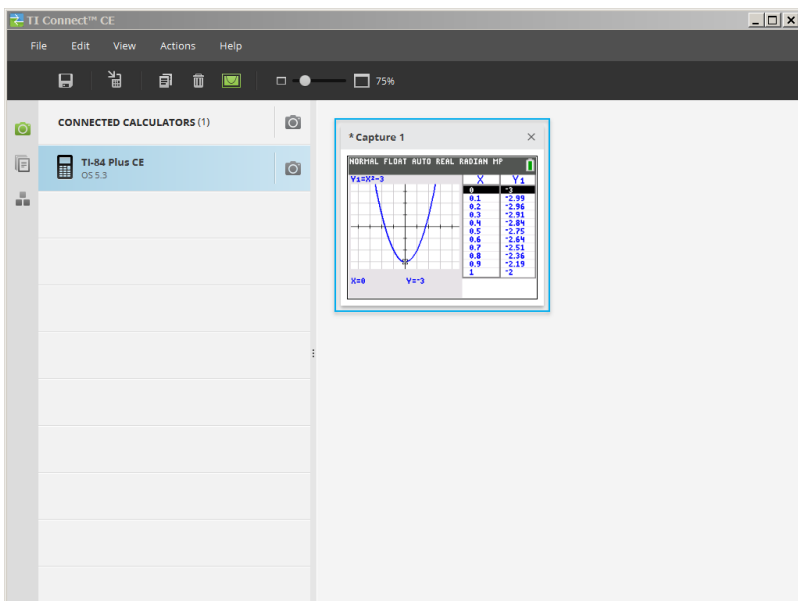 TI Connect™ CE
File Edit View Actions Help
75%
CONNECTED CALCULATORS (1)
TI-84 Plus CE
OS 5.3
*Capture 1
NORMAL FLOAT AUTO REAL RADIAN MP
Y1=X²-3
X Y1
0 -3
0.1 -2.99
0.2 -2.96
0.3 -2.91
0.4 -2.84
0.5 -2.75
0.6 -2.64
0.7 -2.51
0.8 -2.36
0.9 -2.19
1 -2
X=0 Y=-3